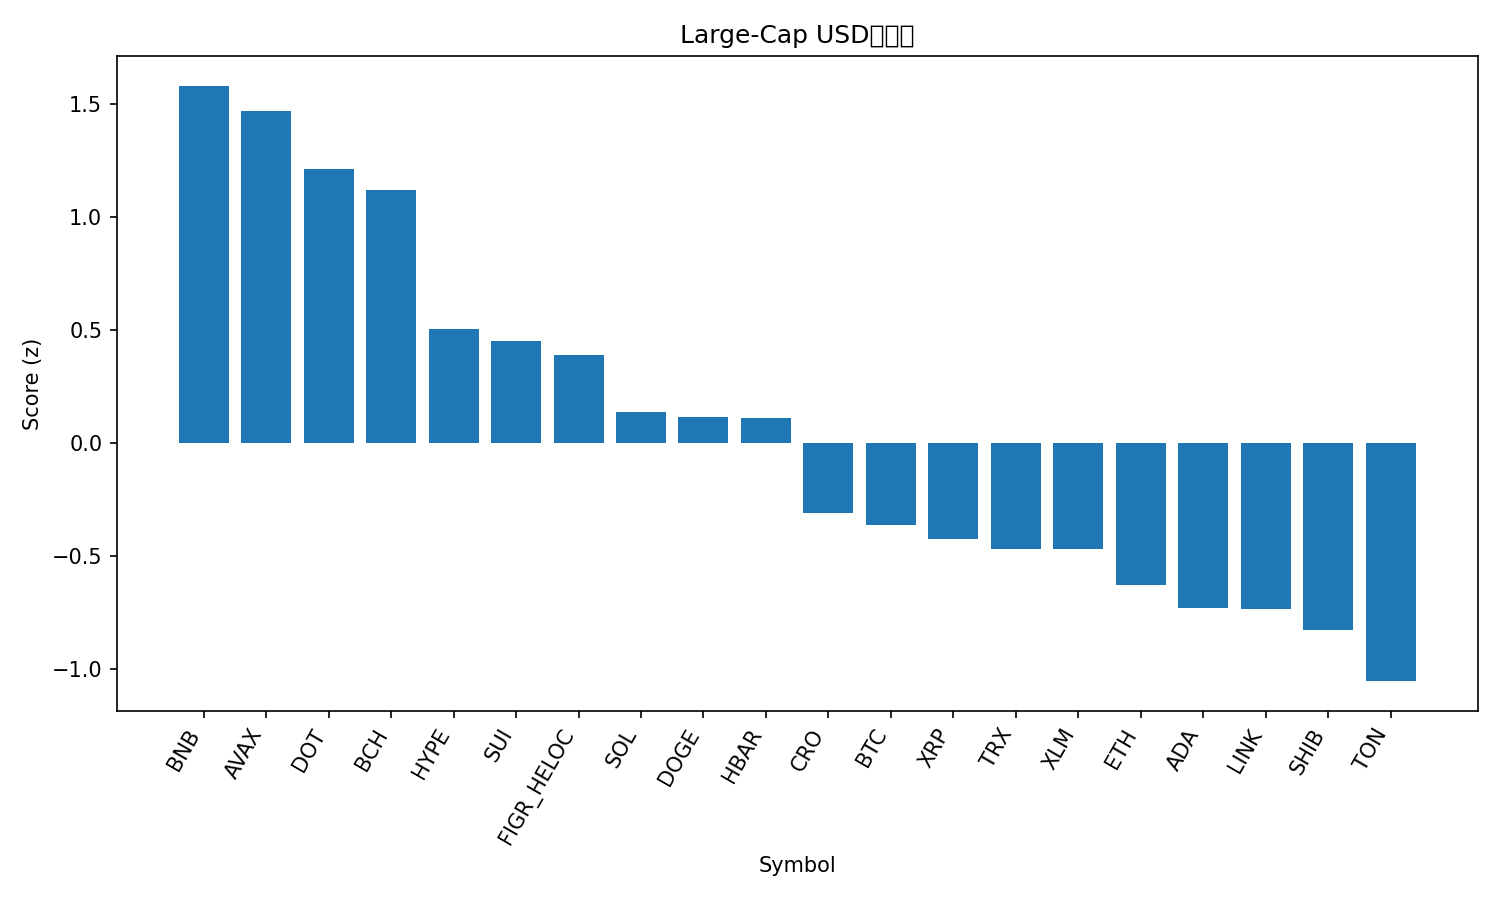 Large-Cap USD
Score (z)
1.5
1.0
0.5
0.0
−0.5
−1.0
BNB
AVAX
DOT
BCH
HYPE
SUI
FIGR_HELOC
SOL
DOGE
HBAR
CRO
BTC
XRP
TRX
XLM
ETH
ADA
LINK
SHIB
TON
Symbol